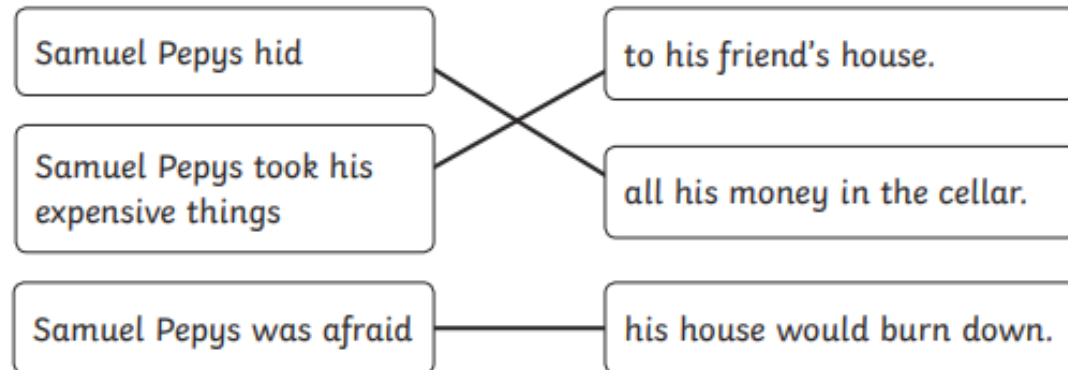 Samuel Pepys hid
to his friend's house.
Samuel Pepys took his
expensive things
all his money in the cellar.
Samuel Pepys was afraid
his house would burn down.